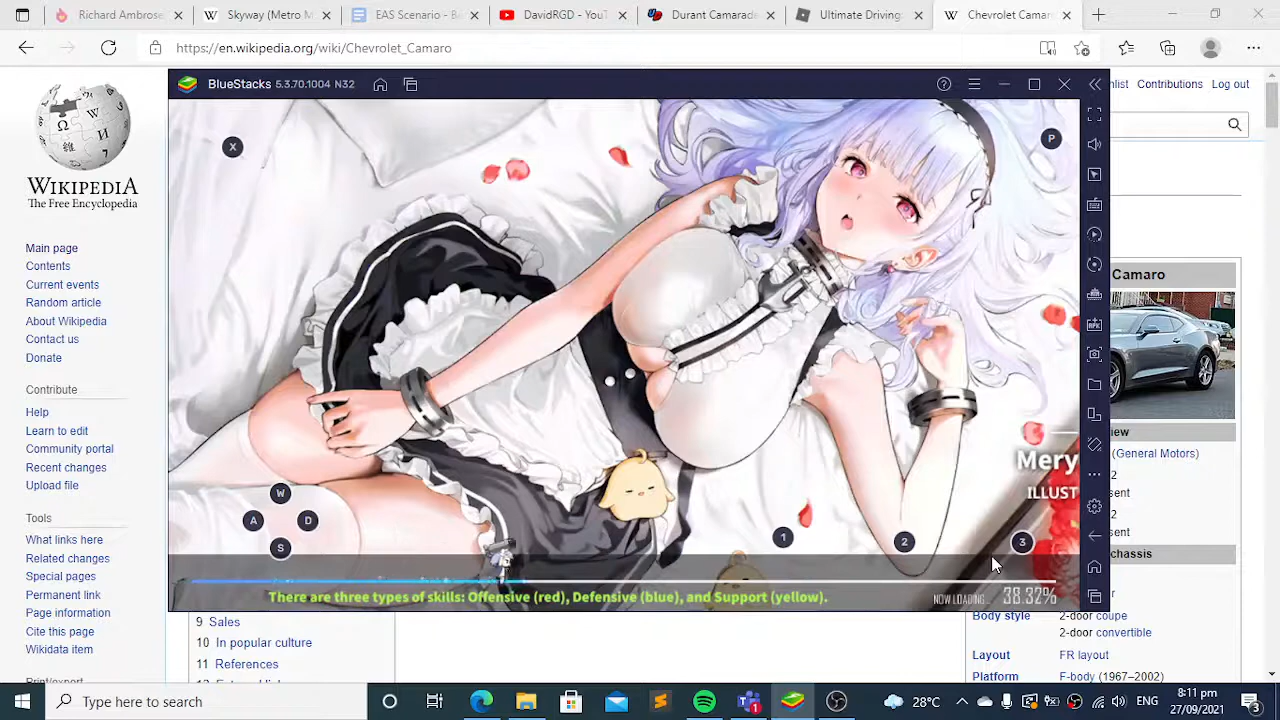 Richard Ambrose
Skyway (Metro M
EAS Scenario - B
DavidRGD - YouT
Durant Camarade
Ultimate Driving
Chevrolet Camar
https://en.wikipedia.org/wiki/Chevrolet_Camaro
BlueStacks 5.3.70.1004 N32
WIKIPEDIA
The Free Encyclopedia
Main page
Contents
Current events
Random article
About Wikipedia
Contact us
Donate
Contribute
Help
Learn to edit
Community portal
Recent changes
Upload file
Tools
What links here
Related changes
Special pages
Permanent link
Page information
Cite this page
Wikidata item
X
P
W
A
D
S
1
2
3
Mery
ILLUST
There are three types of skills: Offensive (red), Defensive (blue), and Support (yellow).
NOW LOADING...
38.32%
hlist Contributions Log out
Camaro
ew
(General Motors)
chassis
9 Sales
10 In popular culture
11 References
Body style 2-door coupe
2-door convertible
Layout FR layout
Platform F-body (1967–2002)
Type here to search
28°C
ENG
8:11 pm
27/09/2021